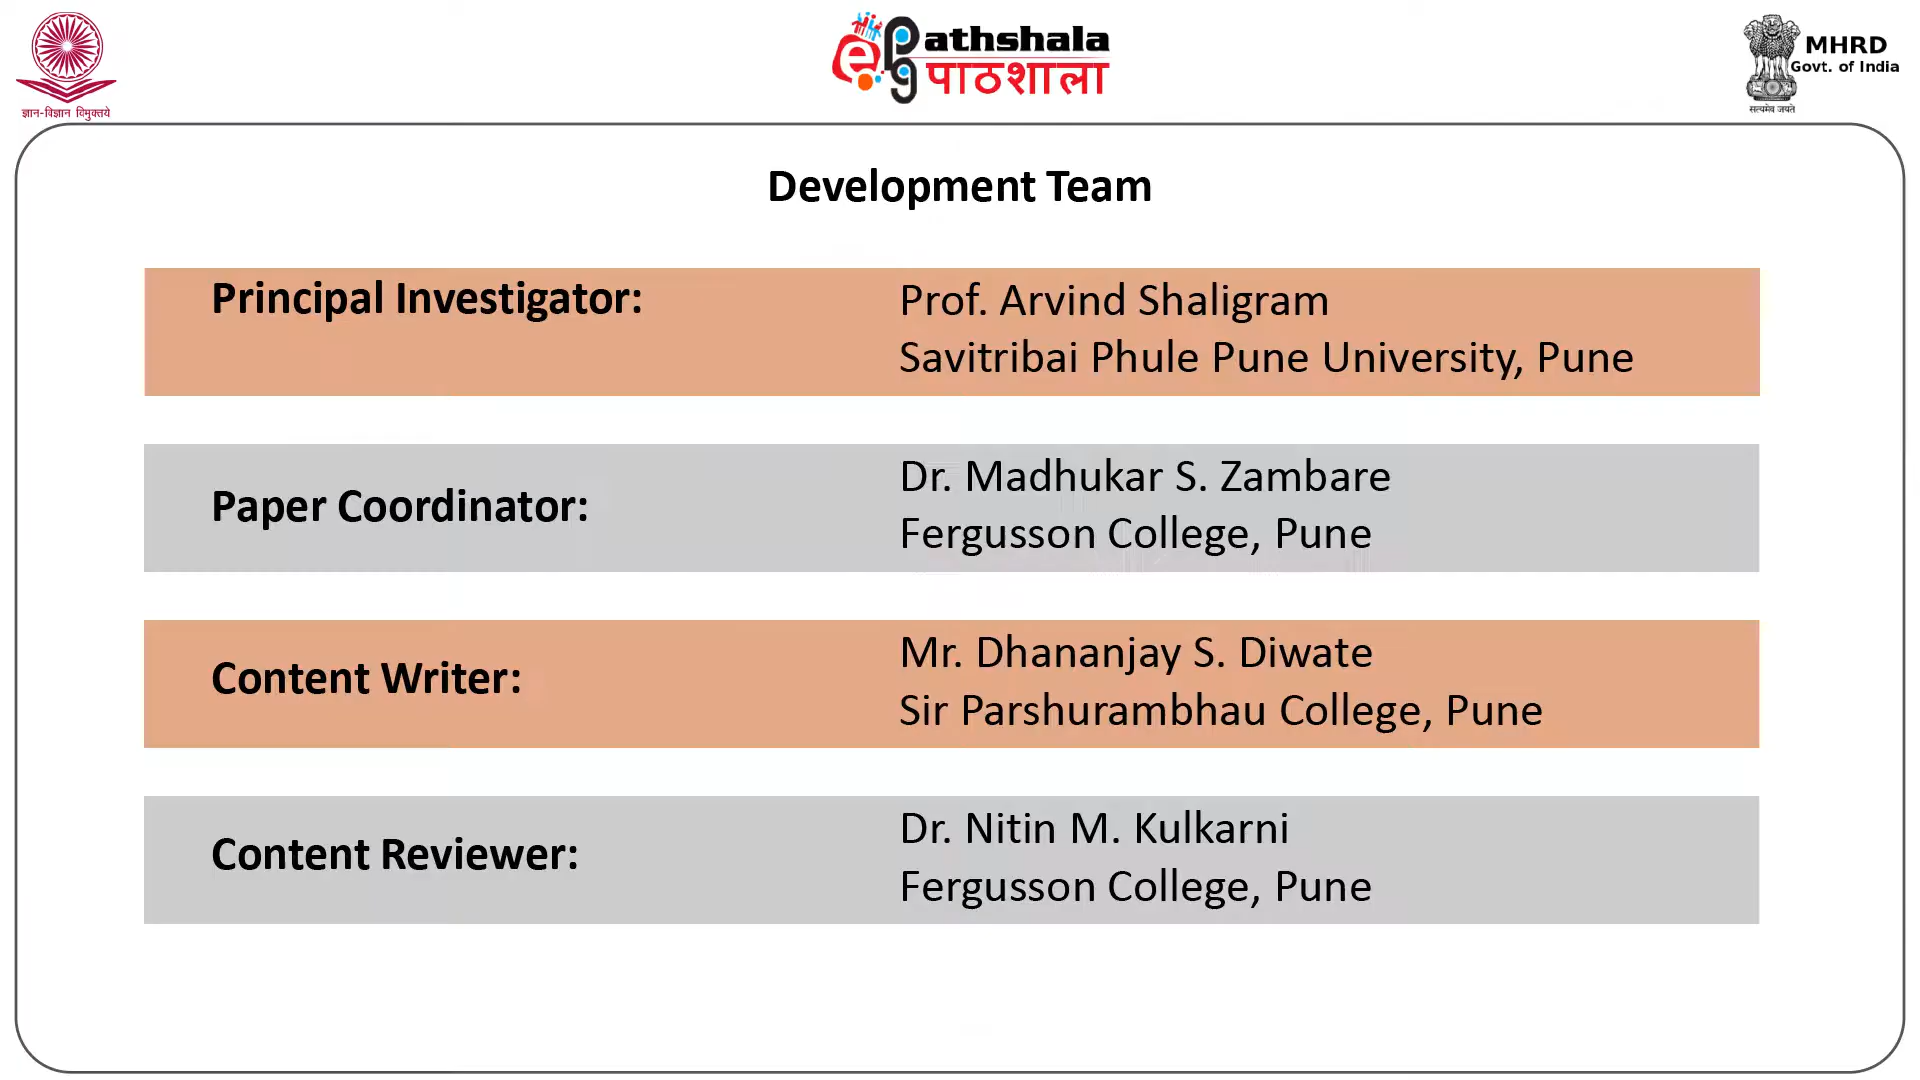 ज्ञान-विज्ञान विमुक्तये
ePG Pathshala
पाठशाला
MHRD
Govt. of India
सत्यमेव जयते
Development Team
Principal Investigator:
Prof. Arvind Shaligram
Savitribai Phule Pune University, Pune
Paper Coordinator:
Dr. Madhukar S. Zambare
Fergusson College, Pune
Content Writer:
Mr. Dhananjay S. Diwate
Sir Parshurambhau College, Pune
Content Reviewer:
Dr. Nitin M. Kulkarni
Fergusson College, Pune